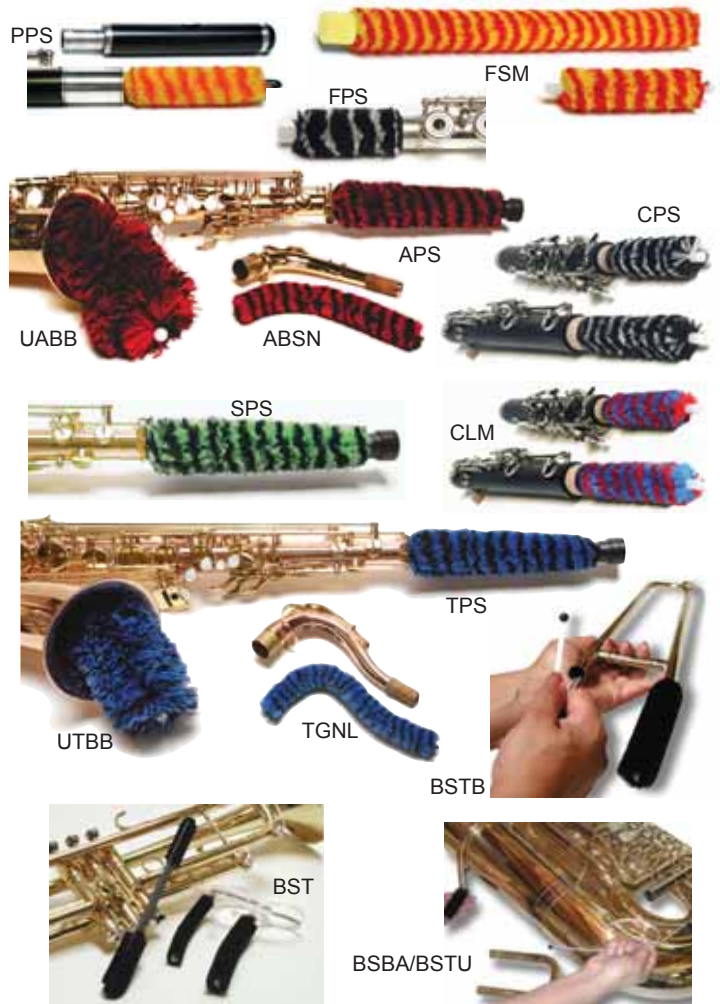 PPS
FSM
FPS
CPS
APS
UABB
ABSN
SPS
CLM
TPS
TGNL
UTBB
BSTB
BST
BSBA/BSTU